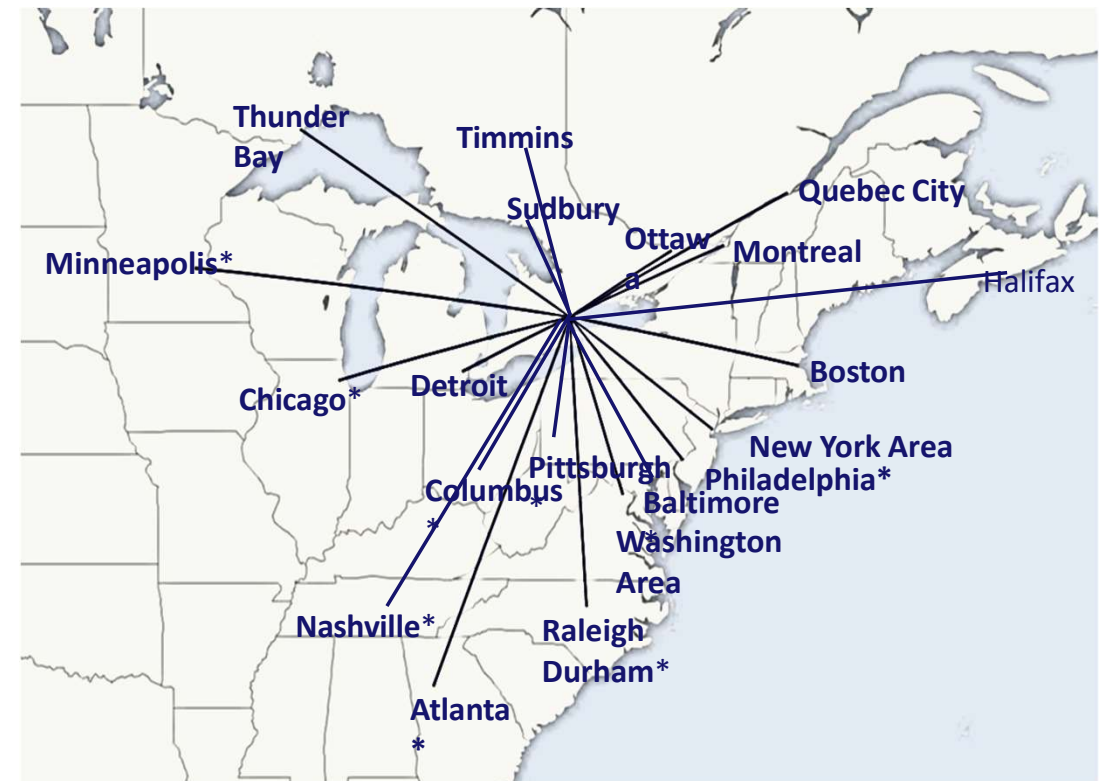 Thunder
Bay
Timmins
Quebec City
Sudbury
Ottaw
a
Montreal
Minneapolis*
Halifax
Boston
Detroit
Chicago*
New York Area
Pittsburgh
*
Philadelphia*
Columbus
*
Baltimore
*
Washington
Area
Nashville*
Raleigh
Durham*
Atlanta
*